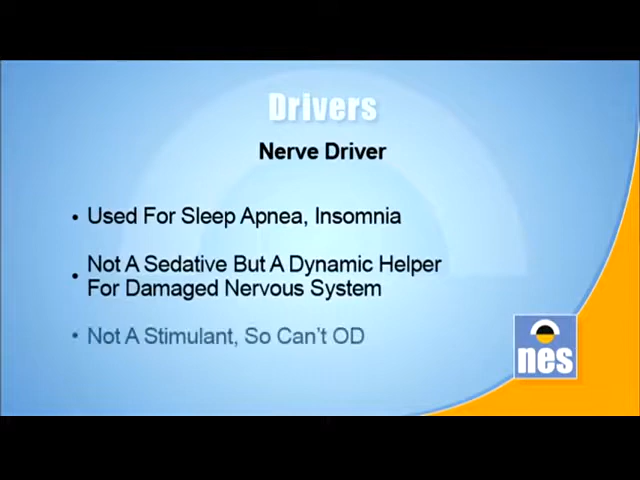 Drivers
Nerve Driver
• Used For Sleep Apnea, Insomnia
• Not A Sedative But A Dynamic Helper
For Damaged Nervous System
• Not A Stimulant, So Can't OD
nes